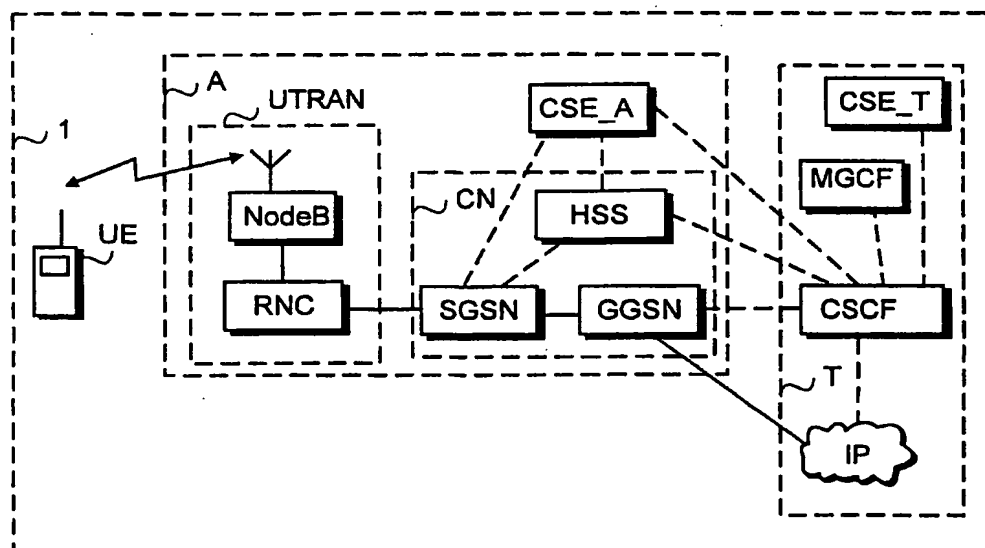 A
UTRAN
CSE_A
CSE_T
1
CN
MGCF
NodeB
HSS
UE
RNC
SGSN
GGSN
CSCF
T
IP